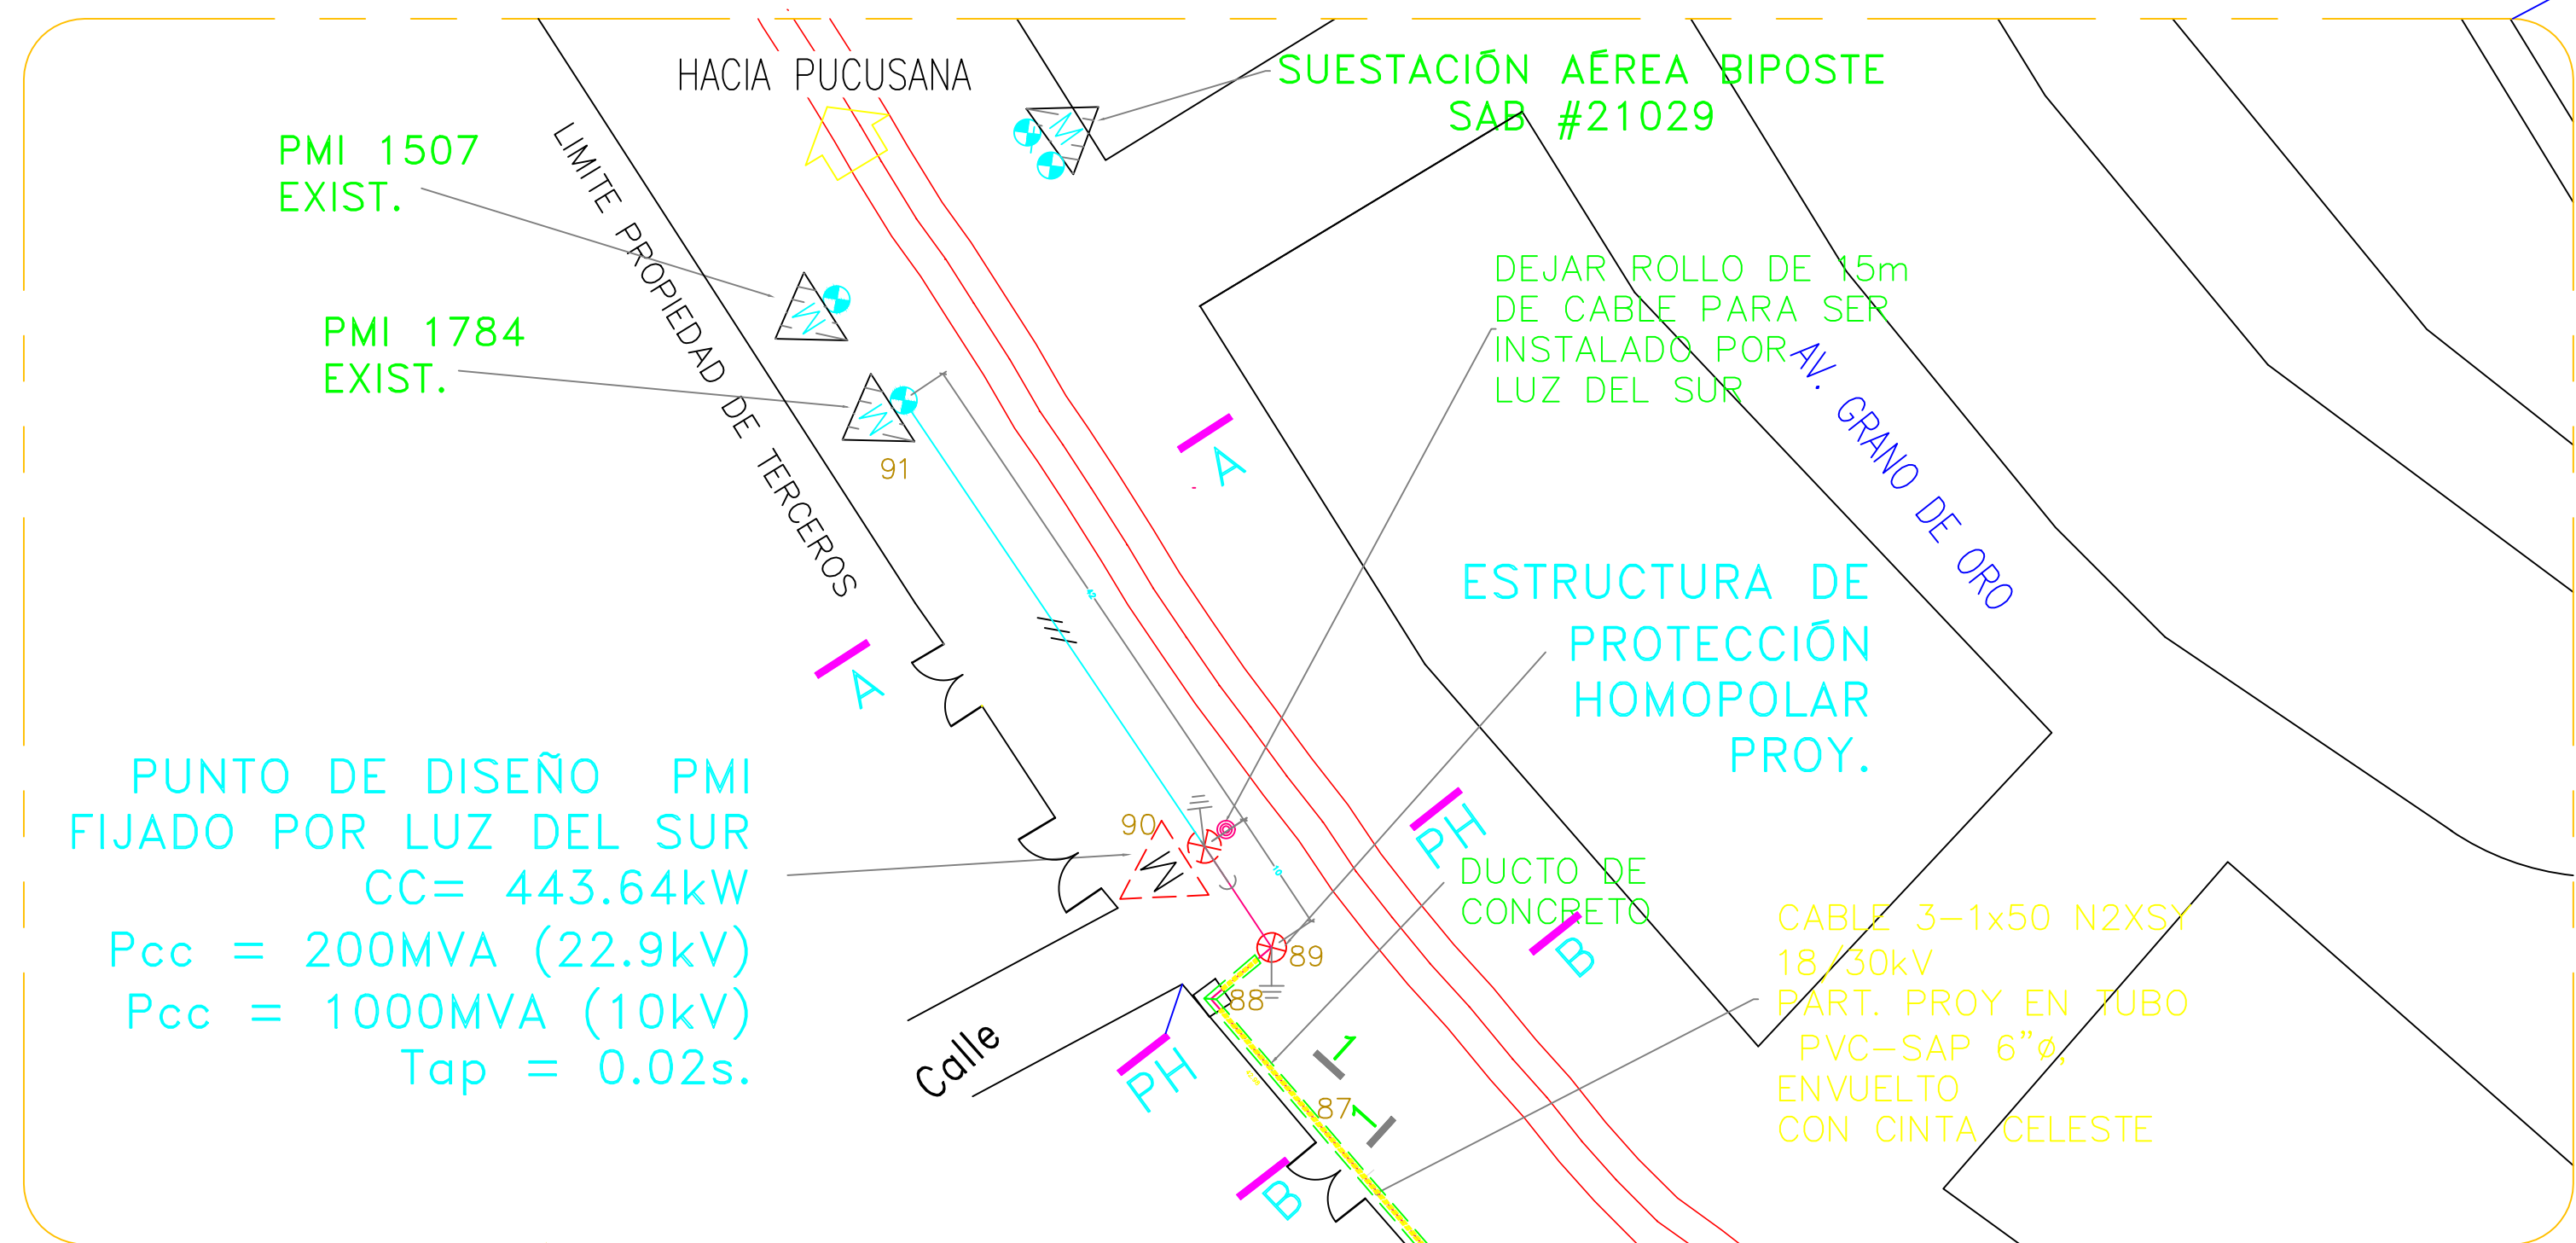 HACIA PUCUSANA
SUESTACIÓN AÉREA BIPOSTE
SAB #21029
M
PMI 1507
EXIST.
LIMITE PROPIEDAD DE TERCEROS
M
PMI 1784
EXIST.
M
91
DEJAR ROLLO DE 15m
DE CABLE PARA SER
INSTALADO POR
LUZ DEL SUR
AV. GRANO DE ORO
A
A
ESTRUCTURA DE
PROTECCIÓN
HOMOPOLAR
PROY.
PUNTO DE DISEÑO PMI
FIJADO POR LUZ DEL SUR
CC= 443.64kW
Pcc = 200MVA (22.9kV)
Pcc = 1000MVA (10kV)
Tap = 0.02s.
90
M
PH
DUCTO DE
CONCRETO
B
89
88
CABLE 3-1x50 N2XSY
18/30kV
PART. PROY EN TUBO
PVC-SAP 6"ø,
ENVUELTO
CON CINTA CELESTE
Calle
PH
1
87
1
B